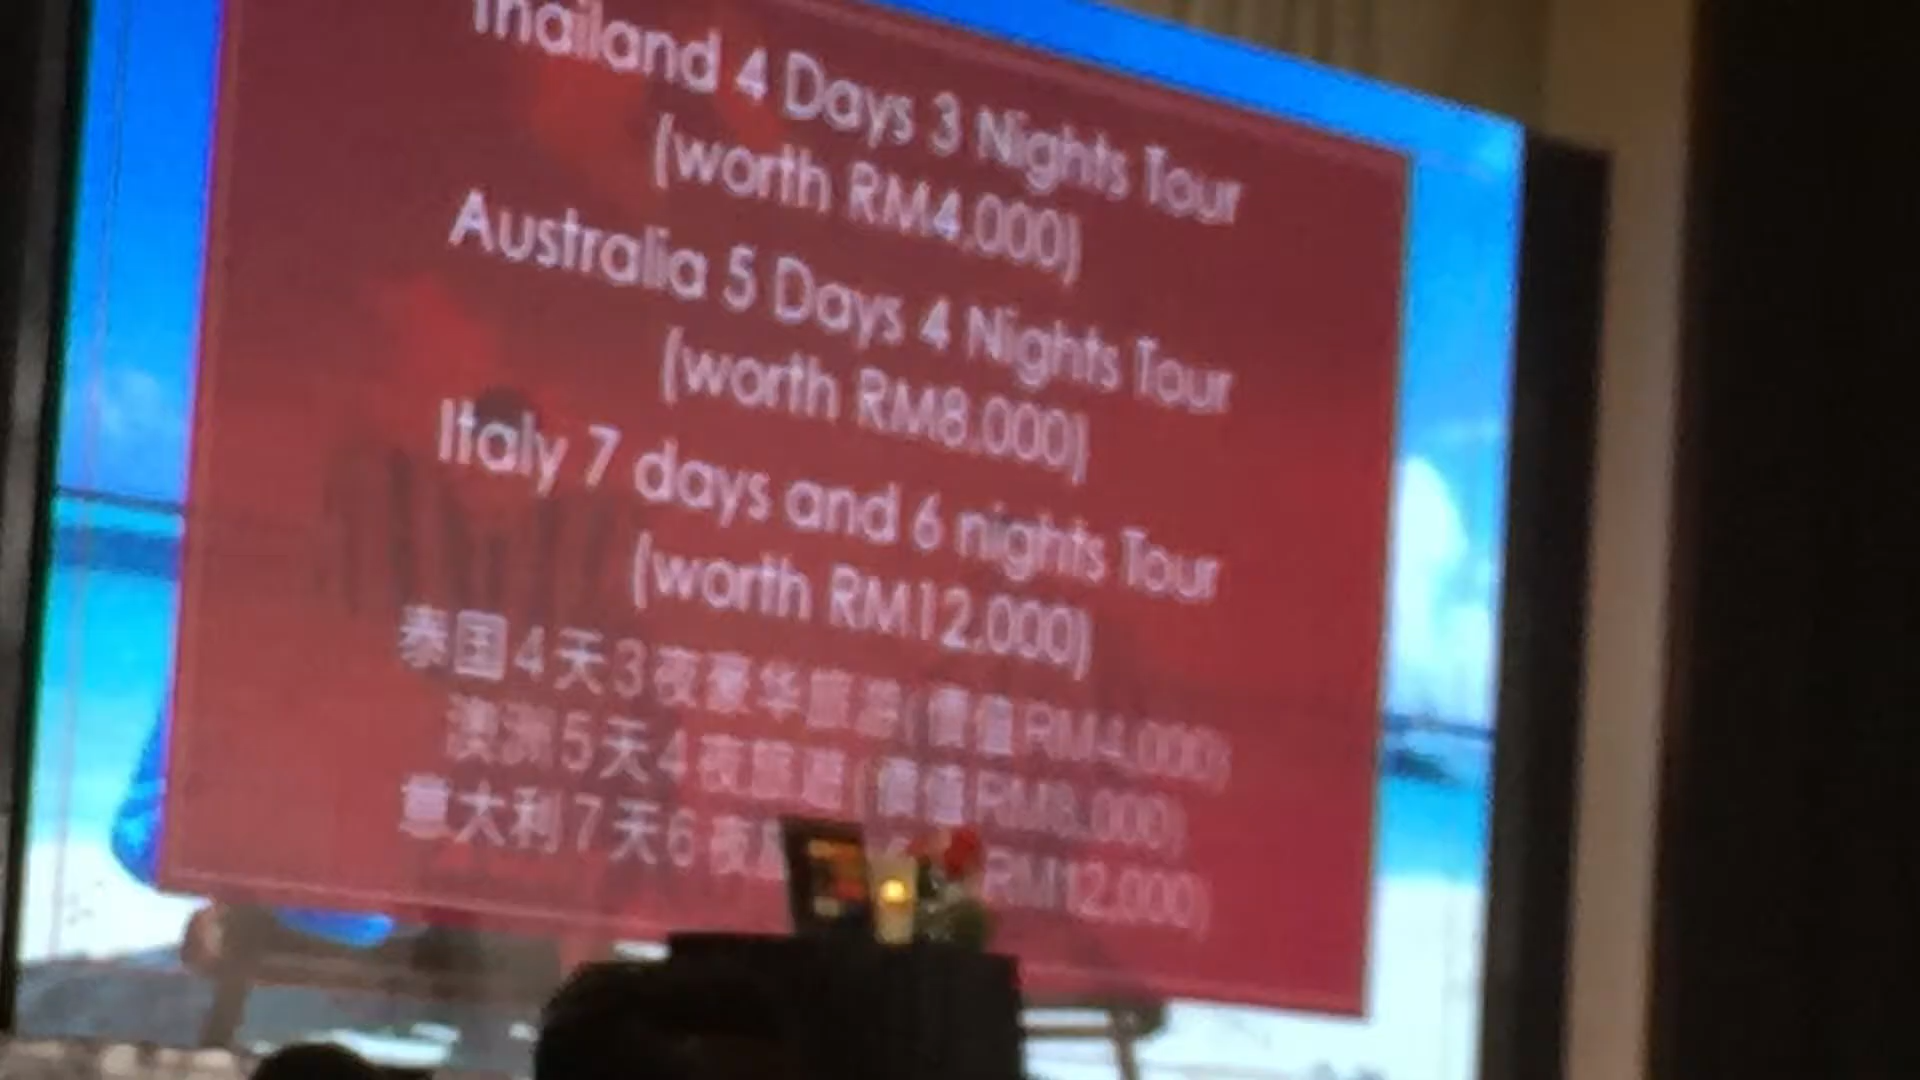 Thailand 4 Days 3 Nights Tour
(worth RM4,000)
Australia 5 Days 4 Nights Tour
(worth RM8,000)
Italy 7 days and 6 nights Tour
(worth RM12,000)
泰国4天3夜豪华旅游(價值RM4,000)
澳洲5天4夜旅遊(價值RM8,000)
意大利7天6夜 RM12,000)